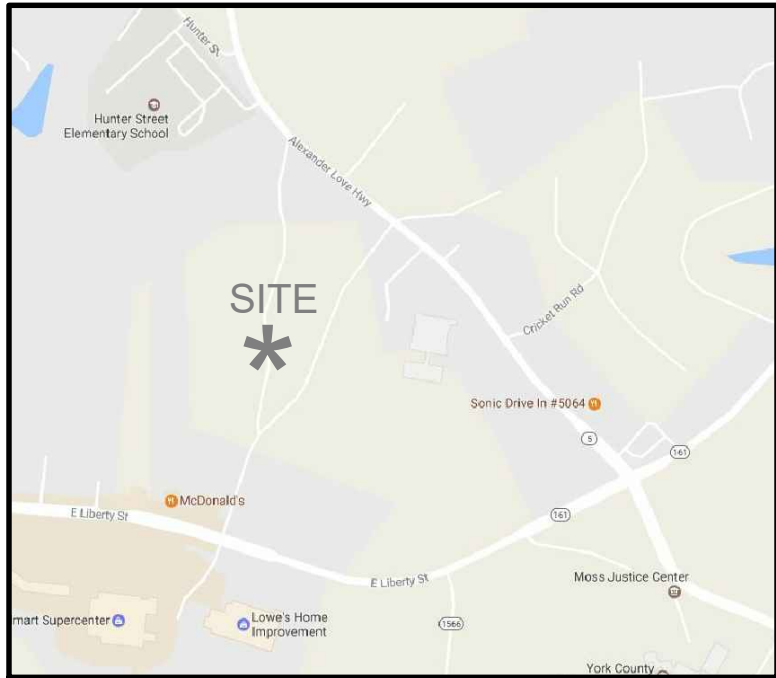 Hunter St
Hunter Street
Elementary School
Alexander Love Hwy
SITE
*
Cricket Run Rd
Sonic Drive In #5064
5
161
McDonald's
161
E Liberty St
E Liberty St
Moss Justice Center
mart Supercenter
Lowe's Home
Improvement
1566
York County